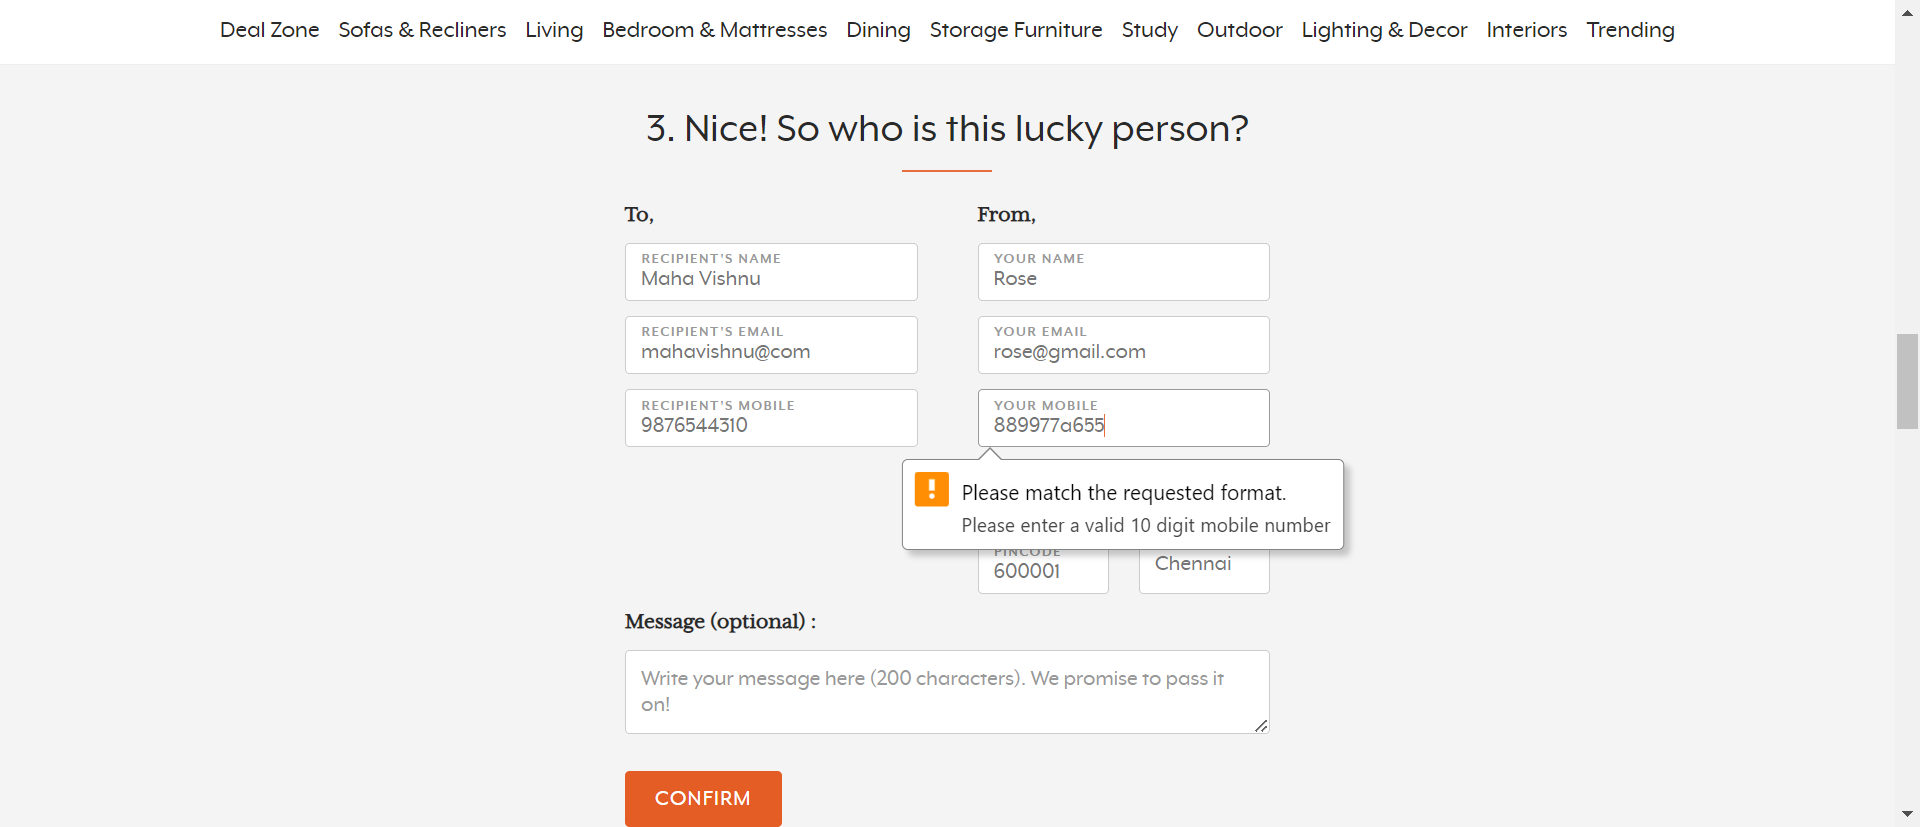 Deal Zone Sofas & Recliners Living Bedroom & Mattresses Dining Storage Furniture Study Outdoor Lighting & Decor Interiors Trending
3. Nice! So who is this lucky person?
To,
RECIPIENT'S NAME
Maha Vishnu
RECIPIENT'S EMAIL
mahavishnu@com
RECIPIENT'S MOBILE
9876544310
From,
YOUR NAME
Rose
YOUR EMAIL
rose@gmail.com
YOUR MOBILE
889977a655
Please match the requested format.
Please enter a valid 10 digit mobile number
PINCODE
600001
Chennai
Message (optional) :
Write your message here (200 characters). We promise to pass it
on!
CONFIRM